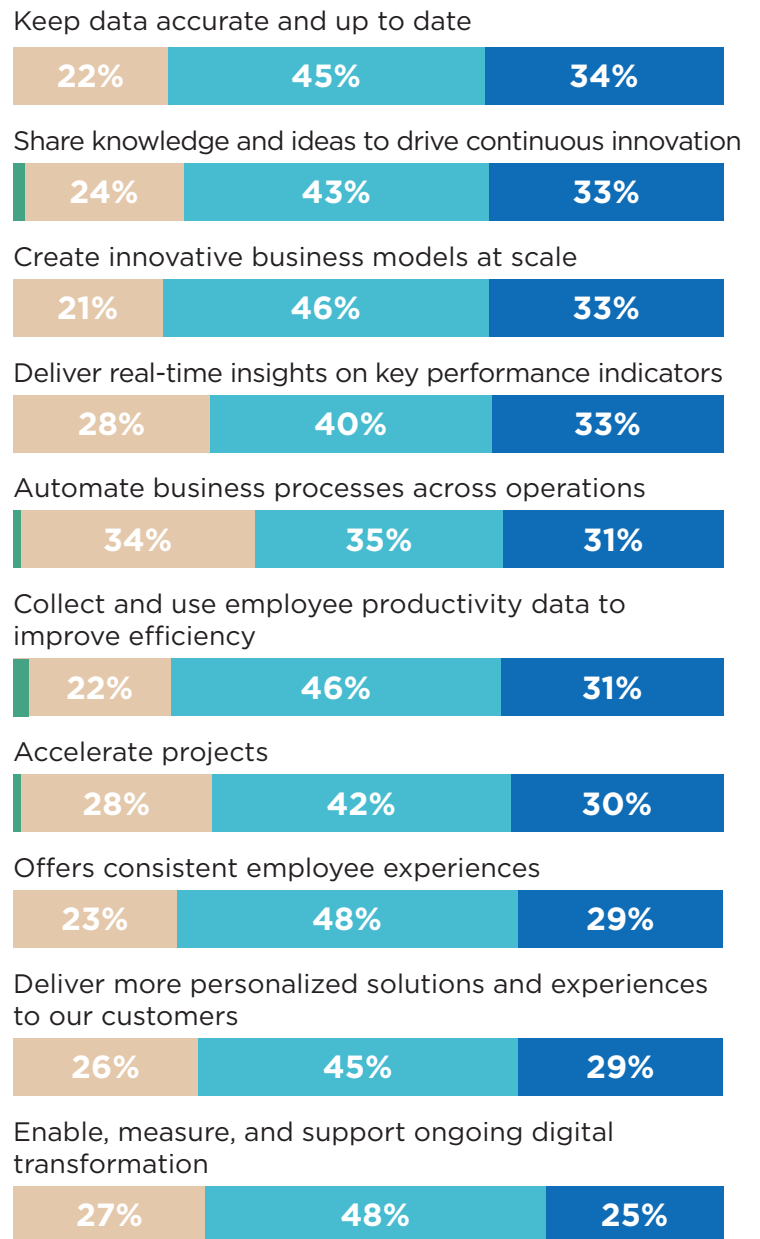 Keep data accurate and up to date
22% 45% 34%
Share knowledge and ideas to drive continuous innovation
24% 43% 33%
Create innovative business models at scale
21% 46% 33%
Deliver real-time insights on key performance indicators
28% 40% 33%
Automate business processes across operations
34% 35% 31%
Collect and use employee productivity data to
improve efficiency
22% 46% 31%
Accelerate projects
28% 42% 30%
Offers consistent employee experiences
23% 48% 29%
Deliver more personalized solutions and experiences
to our customers
26% 45% 29%
Enable, measure, and support ongoing digital
transformation
27% 48% 25%